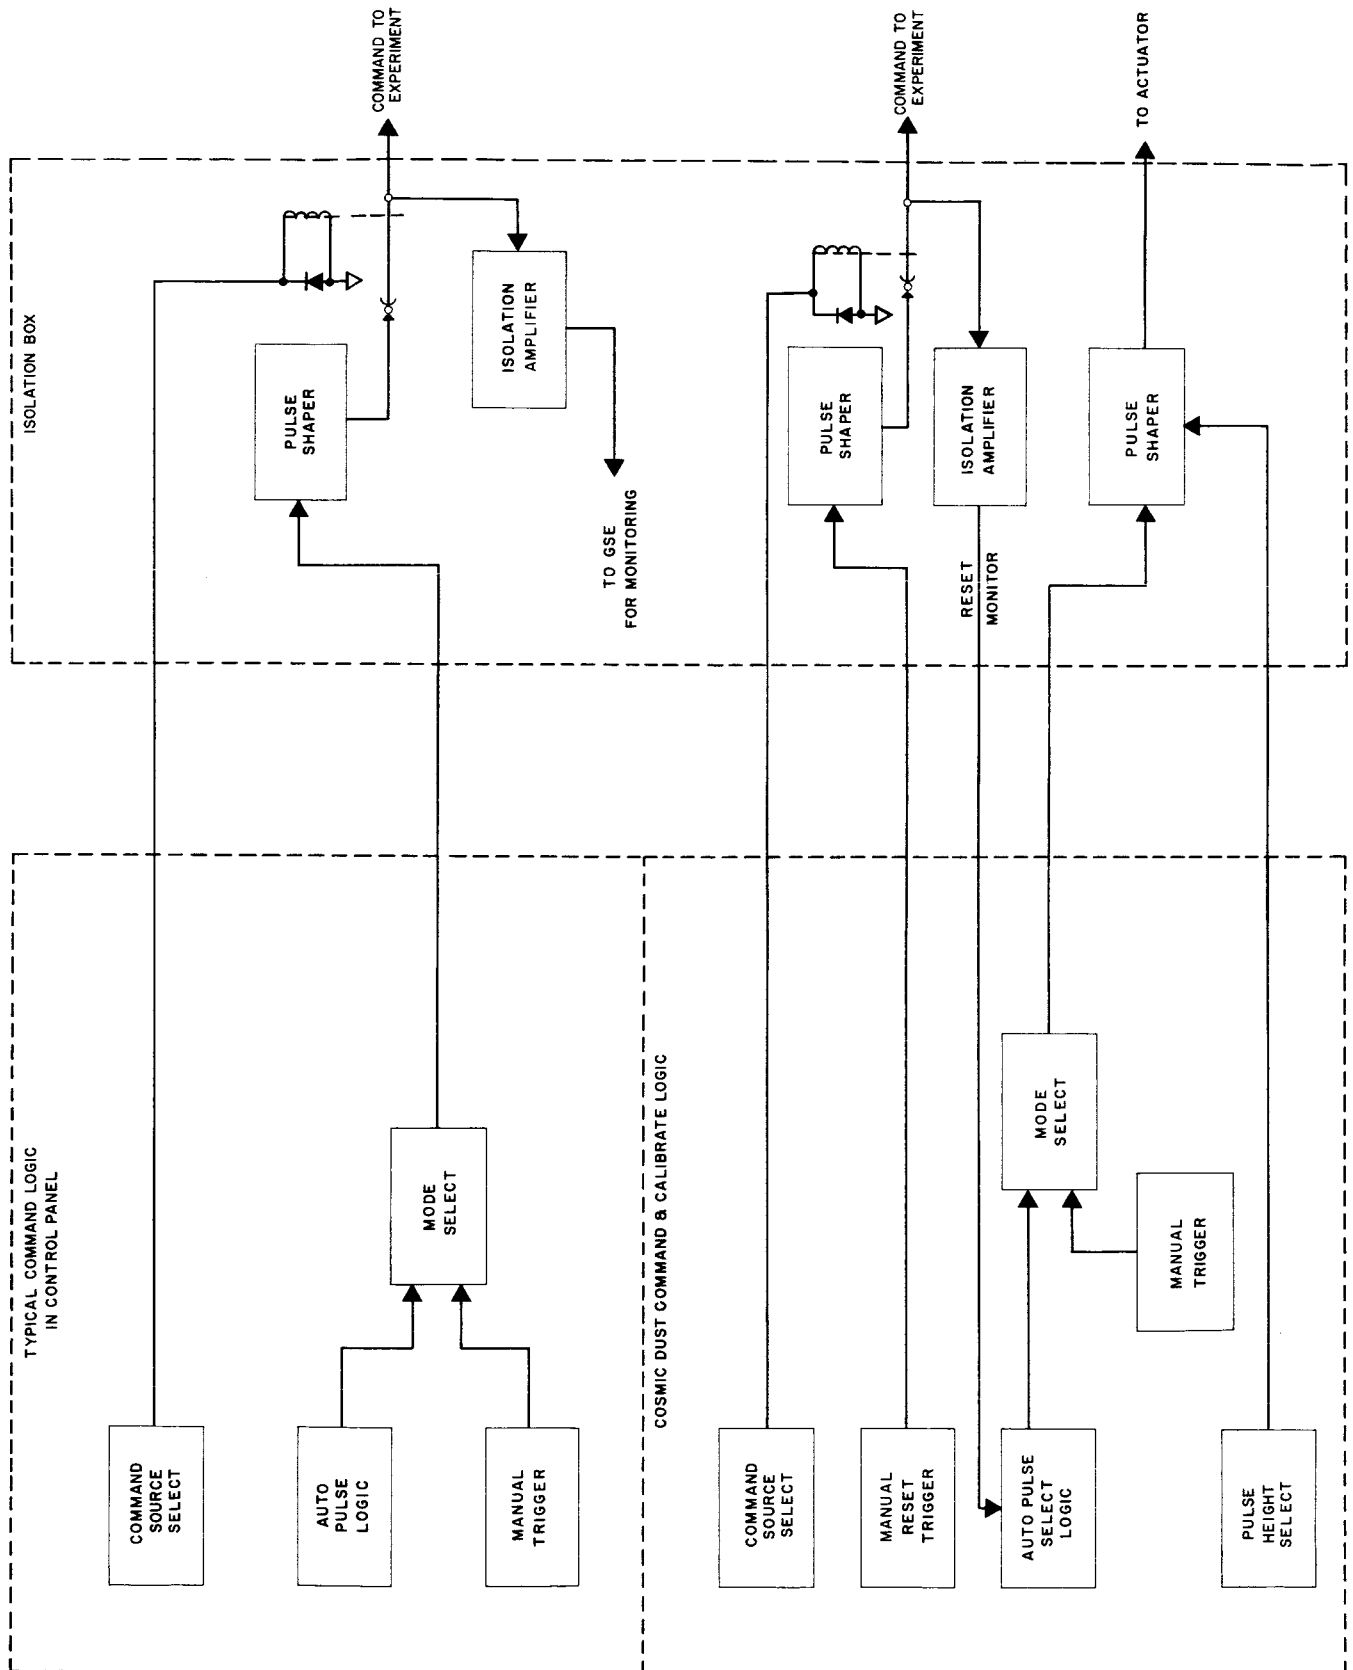 TYPICAL COMMAND LOGIC
IN CONTROL PANEL
COMMAND
SOURCE
SELECT
AUTO
PULSE
LOGIC
MANUAL
TRIGGER
MODE
SELECT
ISOLATION BOX
PULSE
SHAPER
ISOLATION
AMPLIFIER
TO GSE
FOR MONITORING
COMMAND TO
EXPERIMENT
COSMIC DUST COMMAND & CALIBRATE LOGIC
COMMAND
SOURCE
SELECT
MANUAL
RESET
TRIGGER
AUTO PULSE
SELECT
LOGIC
PULSE
HEIGHT
SELECT
MANUAL
TRIGGER
MODE
SELECT
PULSE
SHAPER
ISOLATION
AMPLIFIER
RESET
MONITOR
PULSE
SHAPER
COMMAND TO
EXPERIMENT
TO ACTUATOR